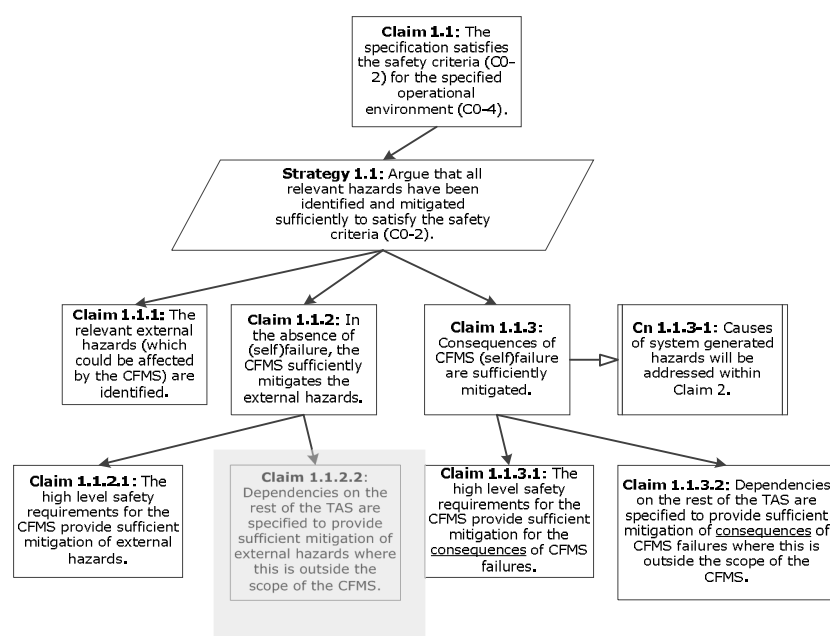 Claim 1.1: The
specification satisfies
the safety criteria (C0-
2) for the specified
operational
environment (C0-4).
Strategy 1.1: Argue that all
relevant hazards have been
identified and mitigated
sufficiently to satisfy the safety
criteria (C0-2).
Claim 1.1.1: The
relevant external
hazards (which
could be affected
by the CFMS) are
identified.
Claim 1.1.2: In
the absence of
(self)failure, the
CFMS sufficiently
mitigates the
external hazards.
Claim 1.1.3:
Consequences of
CFMS (self)failure
are sufficiently
mitigated.
Cn 1.1.3-1: Causes
of system generated
hazards will be
addressed within
Claim 2.
Claim 1.1.2.1: The
high level safety
requirements for the
CFMS provide sufficient
mitigation of external
hazards.
Claim 1.1.2.2:
Dependencies on the
rest of the TAS are
specified to provide
sufficient mitigation of
external hazards where
this is outside the
scope of the CFMS.
Claim 1.1.3.1: The
high level safety
requirements for the
CFMS provide sufficient
mitigation for the
consequences of CFMS
failures.
Claim 1.1.3.2: Dependencies
on the rest of the TAS are
specified to provide sufficient
mitigation of consequences of
CFMS failures where this is
outside the scope of the
CFMS.